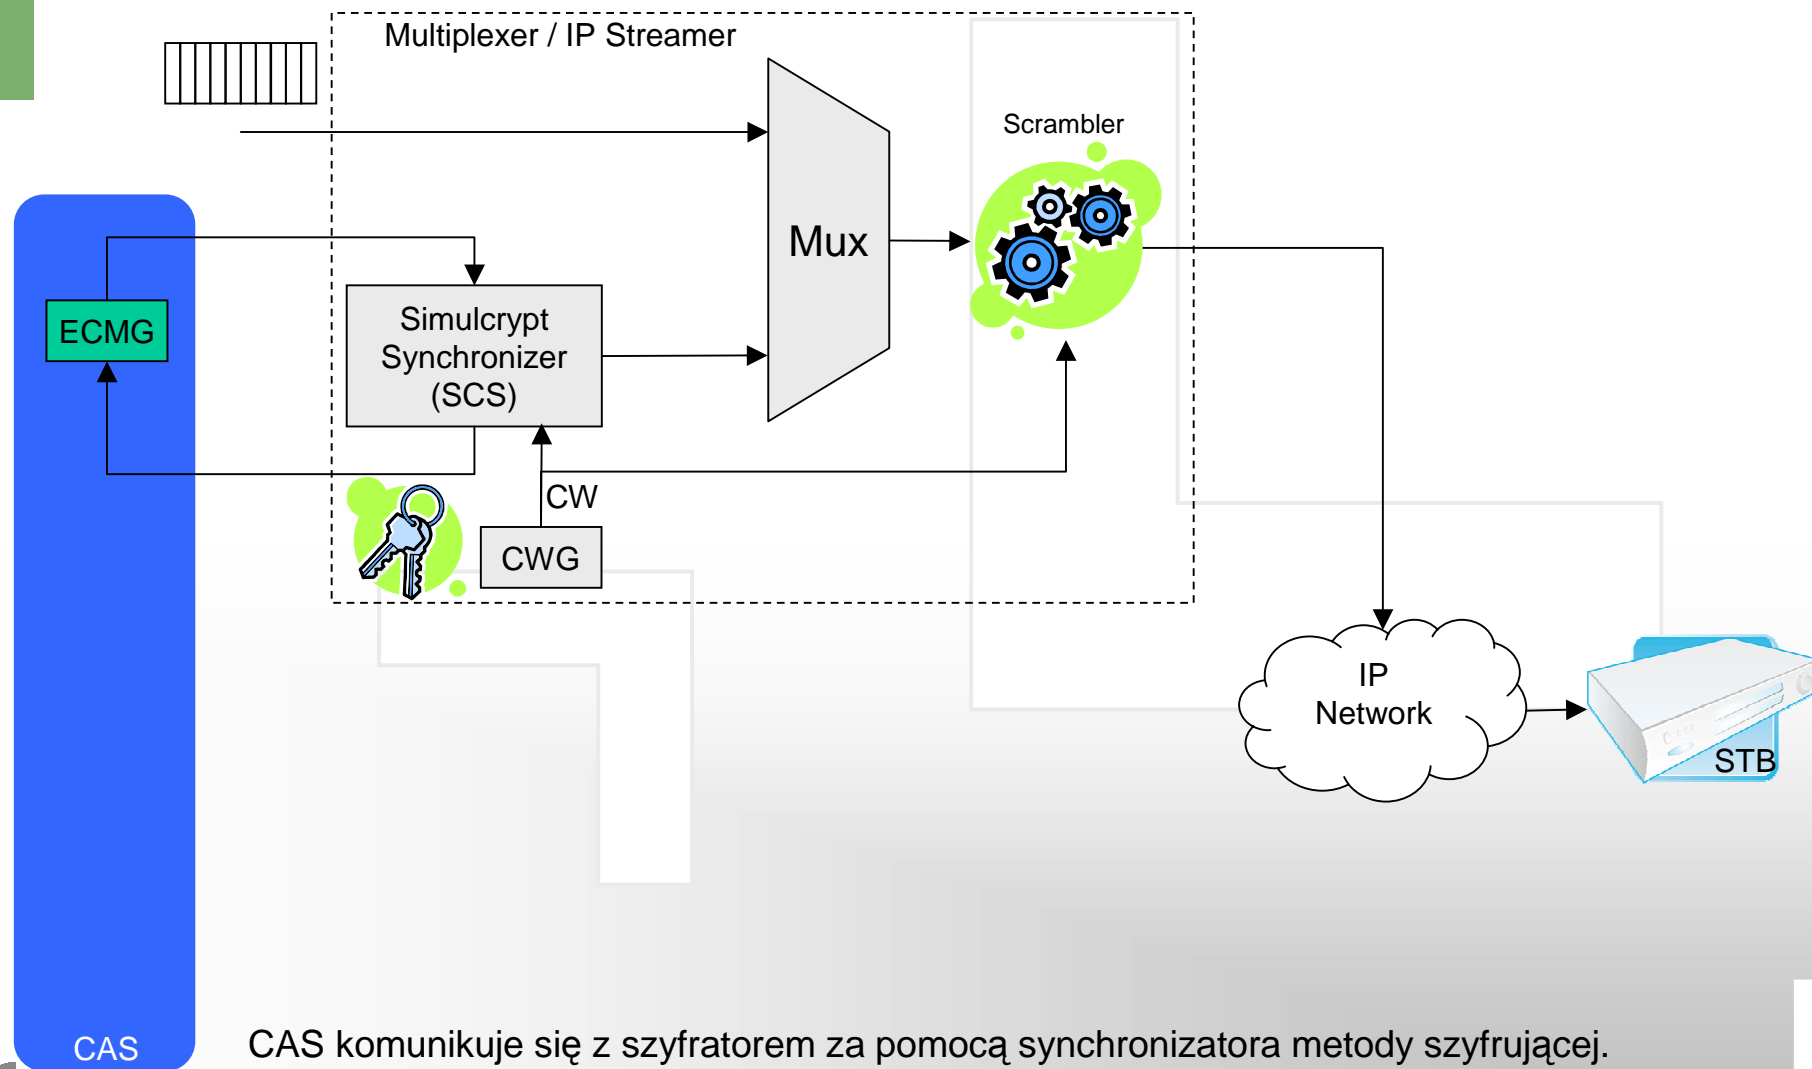 Multiplexer / IP Streamer
Scrambler
Mux
ECMG
Simulcrypt
Synchronizer
(SCS)
CW
CWG
IP
Network
STB
CAS
CAS komunikuje się z szyfratorem za pomocą synchronizatora metody szyfrującej.